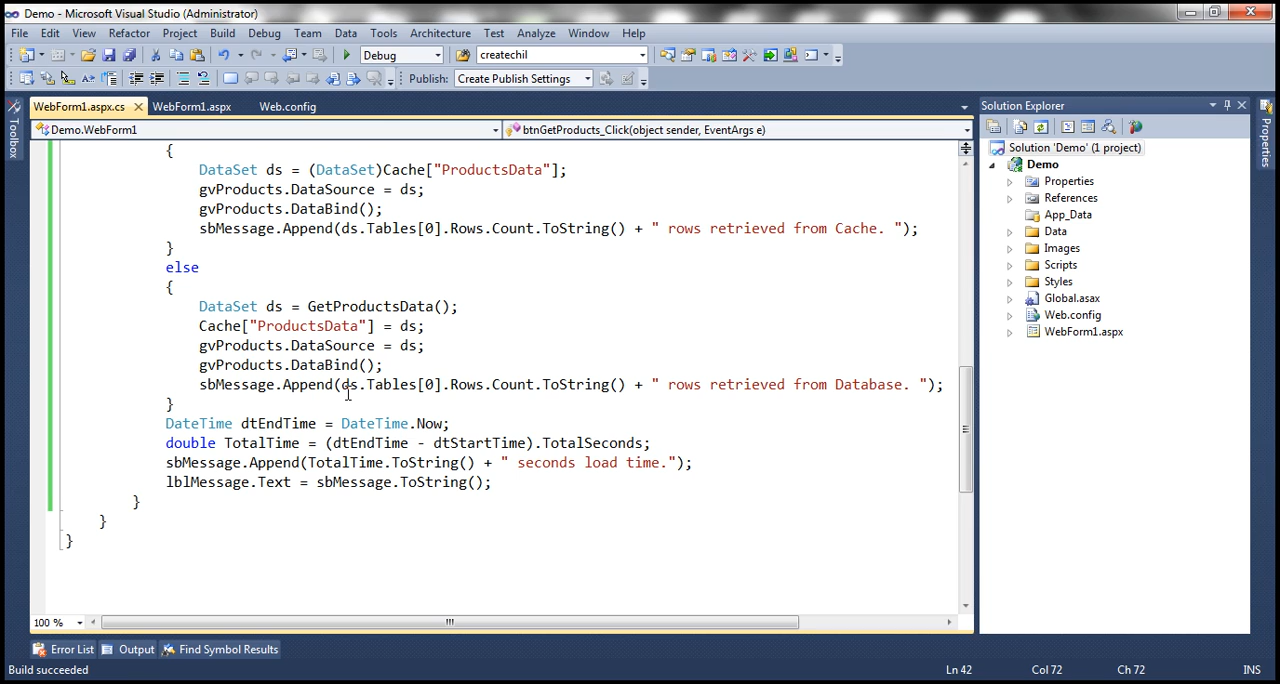 Demo - Microsoft Visual Studio (Administrator)
File Edit View Refactor Project Build Debug Team Data Tools Architecture Test Analyze Window Help
Debug createchil
Publish: Create Publish Settings
WebForm1.aspx.cs WebForm1.aspx Web.config
Demo.WebForm1 btnGetProducts_Click(object sender, EventArgs e)
Toolbox
{
DataSet ds = (DataSet)Cache["ProductsData"];
gvProducts.DataSource = ds;
gvProducts.DataBind();
sbMessage.Append(ds.Tables[0].Rows.Count.ToString() + " rows retrieved from Cache. ");
}
else
{
DataSet ds = GetProductsData();
Cache["ProductsData"] = ds;
gvProducts.DataSource = ds;
gvProducts.DataBind();
sbMessage.Append(ds.Tables[0].Rows.Count.ToString() + " rows retrieved from Database. ");
}
DateTime dtEndTime = DateTime.Now;
double TotalTime = (dtEndTime - dtStartTime).TotalSeconds;
sbMessage.Append(TotalTime.ToString() + " seconds load time.");
lblMessage.Text = sbMessage.ToString();
}
}
}
100 %
Solution Explorer
Solution 'Demo' (1 project)
Demo
Properties
References
App_Data
Data
Images
Scripts
Styles
Global.asax
Web.config
WebForm1.aspx
Properties
Error List Output Find Symbol Results
Build succeeded Ln 42 Col 72 Ch 72 INS